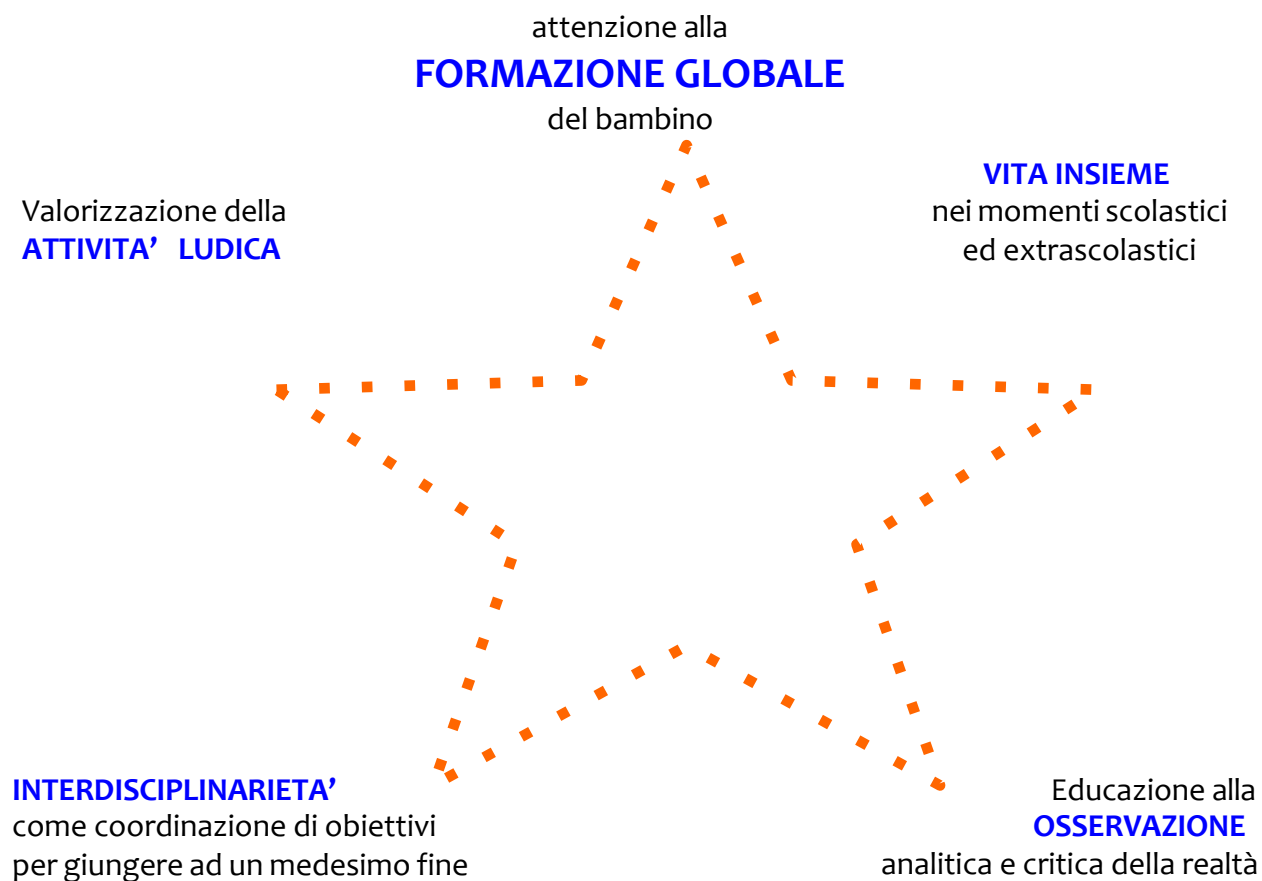 attenzione alla
FORMAZIONE GLOBALE
del bambino
VITA INSIEME
nei momenti scolastici
ed extrascolastici
Valorizzazione della
ATTIVITA’ LUDICA
INTERDISCIPLINARIETA’
come coordinazione di obiettivi
per giungere ad un medesimo fine
Educazione alla
OSSERVAZIONE
analitica e critica della realtà